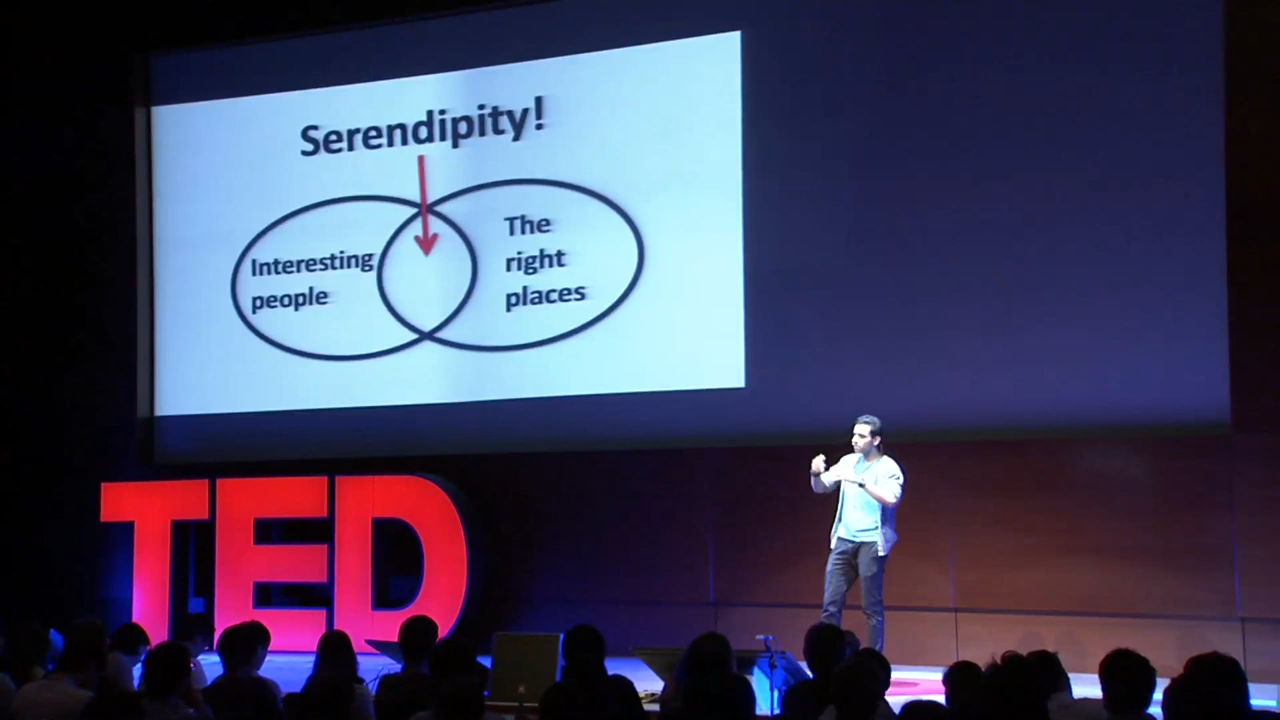 Serendipity!
Interesting
people
The
right
places
TED